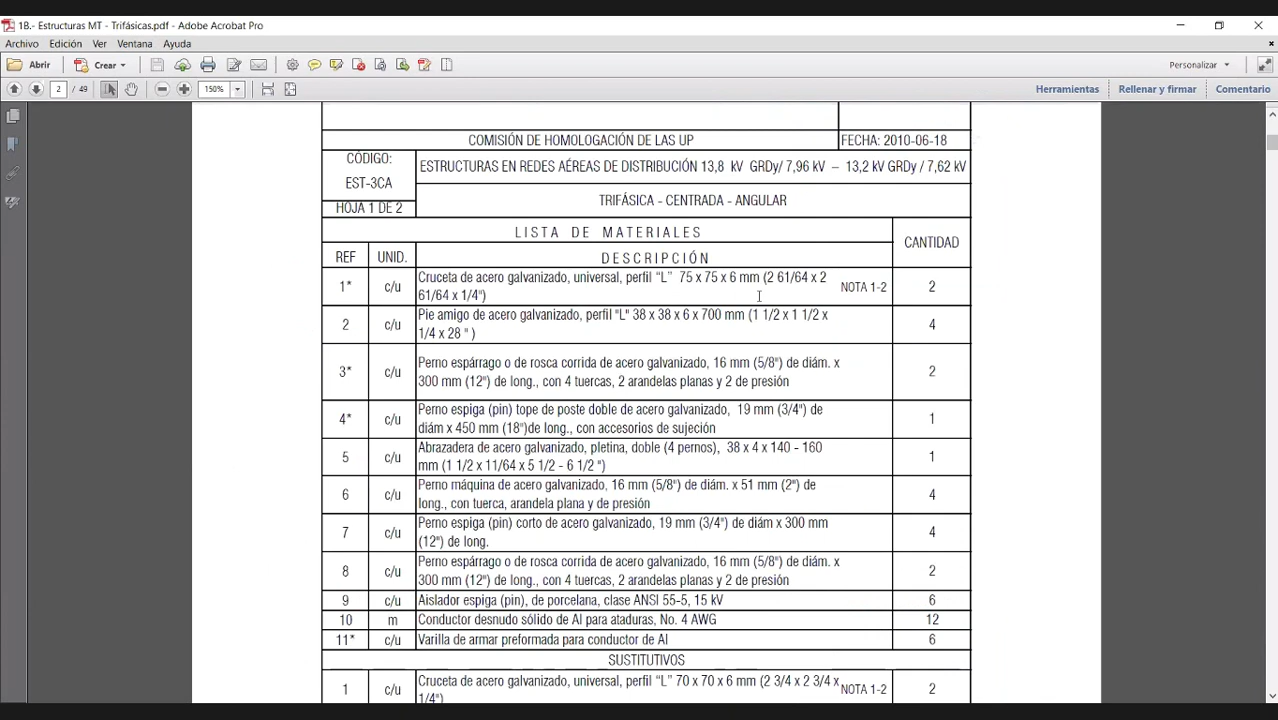 1B.- Estructuras MT - Trifásicas.pdf - Adobe Acrobat Pro
Archivo Edición Ver Ventana Ayuda
Abrir Crear Personalizar
2 / 49 150% Herramientas Rellenar y firmar Comentario
COMISIÓN DE HOMOLOGACIÓN DE LAS UP FECHA: 2010-06-18
CÓDIGO:
EST-3CA
HOJA 1 DE 2
ESTRUCTURAS EN REDES AÉREAS DE DISTRIBUCIÓN 13,8 kV GRDy/ 7,96 kV – 13,2 kV GRDy / 7,62 kV
TRIFÁSICA - CENTRADA - ANGULAR
LISTA DE MATERIALES
CANTIDAD
REF UNID. DESCRIPCIÓN
1* c/u Cruceta de acero galvanizado, universal, perfil “L” 75 x 75 x 6 mm (2 61/64 x 2
61/64 x 1/4") NOTA 1-2 2
2 c/u Pie amigo de acero galvanizado, perfil "L" 38 x 38 x 6 x 700 mm (1 1/2 x 1 1/2 x
1/4 x 28 " ) 4
3* c/u Perno espárrago o de rosca corrida de acero galvanizado, 16 mm (5/8") de diám. x
300 mm (12") de long., con 4 tuercas, 2 arandelas planas y 2 de presión 2
4* c/u Perno espiga (pin) tope de poste doble de acero galvanizado, 19 mm (3/4") de
diám x 450 mm (18")de long., con accesorios de sujeción 1
5 c/u Abrazadera de acero galvanizado, pletina, doble (4 pernos), 38 x 4 x 140 - 160
mm (1 1/2 x 11/64 x 5 1/2 - 6 1/2 ") 1
6 c/u Perno máquina de acero galvanizado, 16 mm (5/8") de diám. x 51 mm (2") de
long., con tuerca, arandela plana y de presión 4
7 c/u Perno espiga (pin) corto de acero galvanizado, 19 mm (3/4") de diám x 300 mm
(12") de long. 4
8 c/u Perno espárrago o de rosca corrida de acero galvanizado, 16 mm (5/8") de diám. x
300 mm (12") de long., con 4 tuercas, 2 arandelas planas y 2 de presión 2
9 c/u Aislador espiga (pin), de porcelana, clase ANSI 55-5, 15 kV 6
10 m Conductor desnudo sólido de Al para ataduras, No. 4 AWG 12
11* c/u Varilla de armar preformada para conductor de Al 6
SUSTITUTIVOS
1 c/u Cruceta de acero galvanizado, universal, perfil “L” 70 x 70 x 6 mm (2 3/4 x 2 3/4 x
1/4") NOTA 1-2 2